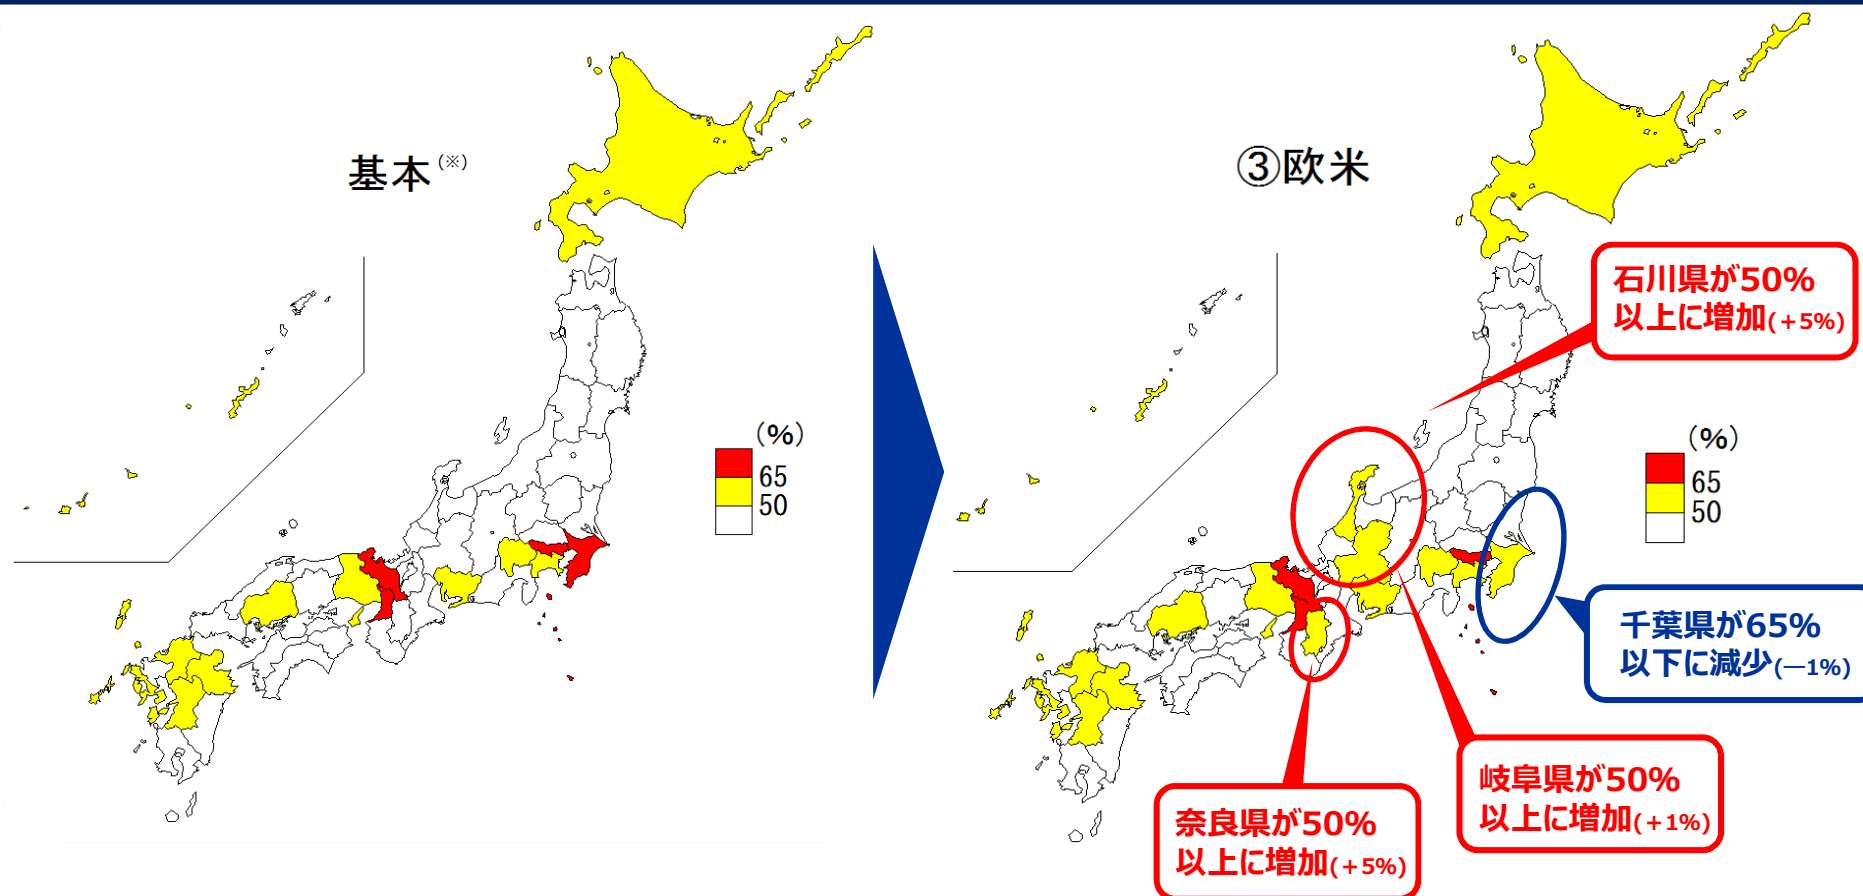 基本(※)
(%)
65
50
③欧米
石川県が50%
以上に増加(+5%)
(%)
65
50
千葉県が65%
以下に減少(—1%)
岐阜県が50%
以上に増加(+1%)
奈良県が50%
以上に増加(+5%)